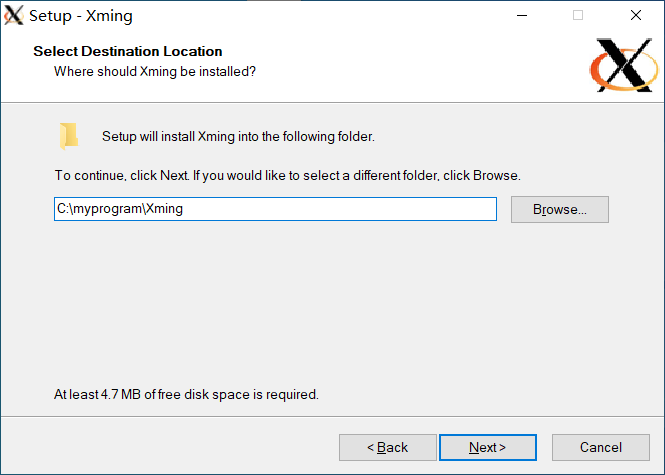 Setup - Xming
Select Destination Location
Where should Xming be installed?
Setup will install Xming into the following folder.
To continue, click Next. If you would like to select a different folder, click Browse.
C:\myprogram\Xming
Browse...
At least 4.7 MB of free disk space is required.
< Back
Next >
Cancel